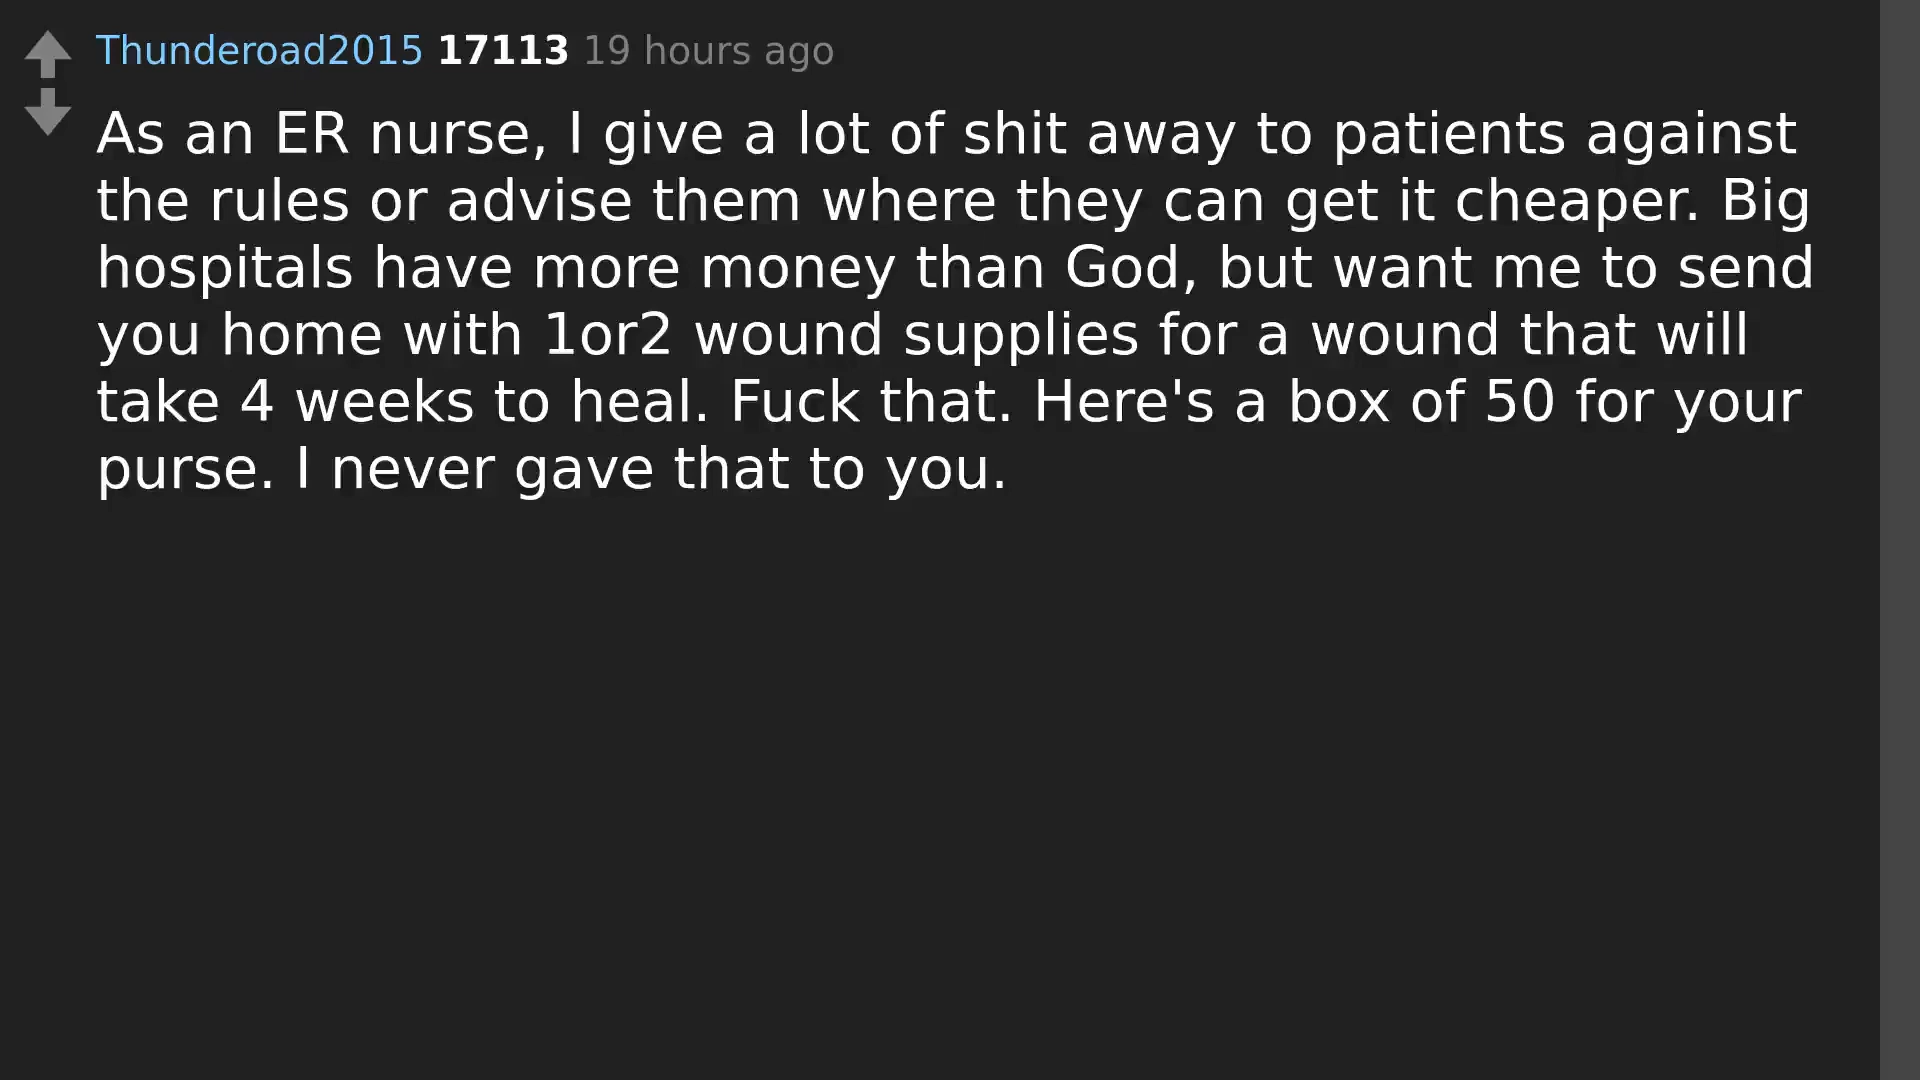 Thunderoad2015 17113 19 hours ago
As an ER nurse, I give a lot of shit away to patients against
the rules or advise them where they can get it cheaper. Big
hospitals have more money than God, but want me to send
you home with 1or2 wound supplies for a wound that will
take 4 weeks to heal. Fuck that. Here's a box of 50 for your
purse. I never gave that to you.